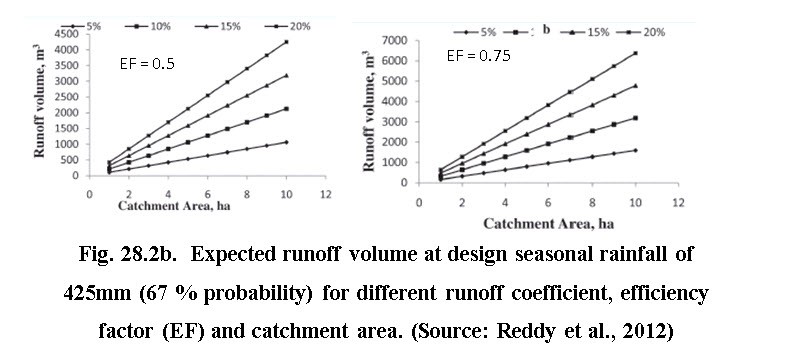 5% 10% 15% 20%
4500
4000
3500
3000
2500
2000
1500
1000
500
0
EF = 0.5
Runoff volume, m³
0 2 4 6 8 10 12
Catchment Area, ha
5% : b 15% 20%
7000
6000
5000
4000
3000
2000
1000
0
EF = 0.75
Runoff volume, m³
0 2 4 6 8 10 12
Catchment Area, ha
Fig. 28.2b. Expected runoff volume at design seasonal rainfall of
425mm (67 % probability) for different runoff coefficient, efficiency
factor (EF) and catchment area. (Source: Reddy et al., 2012)